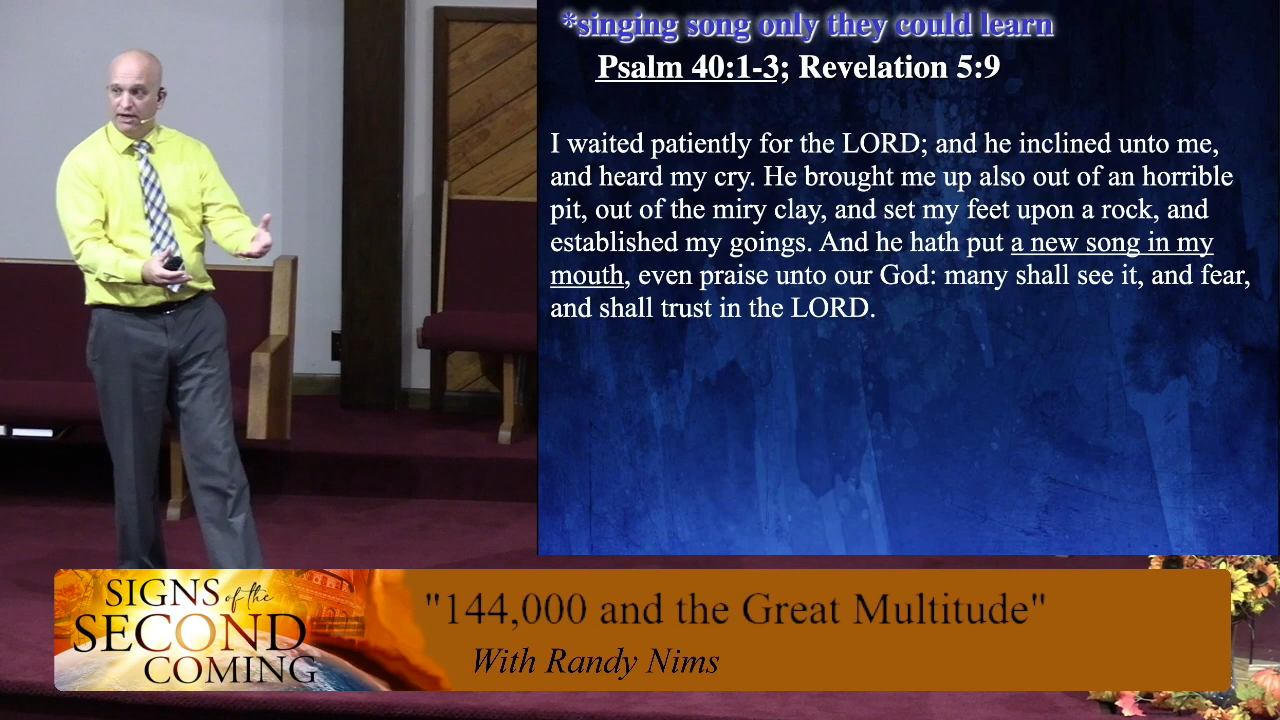 *singing song only they could learn
Psalm 40:1-3; Revelation 5:9
I waited patiently for the LORD; and he inclined unto me,
and heard my cry. He brought me up also out of an horrible
pit, out of the miry clay, and set my feet upon a rock, and
established my goings. And he hath put a new song in my
mouth, even praise unto our God: many shall see it, and fear,
and shall trust in the LORD.
SIGNS of the
SECOND
COMING
"144,000 and the Great Multitude"
With Randy Nims